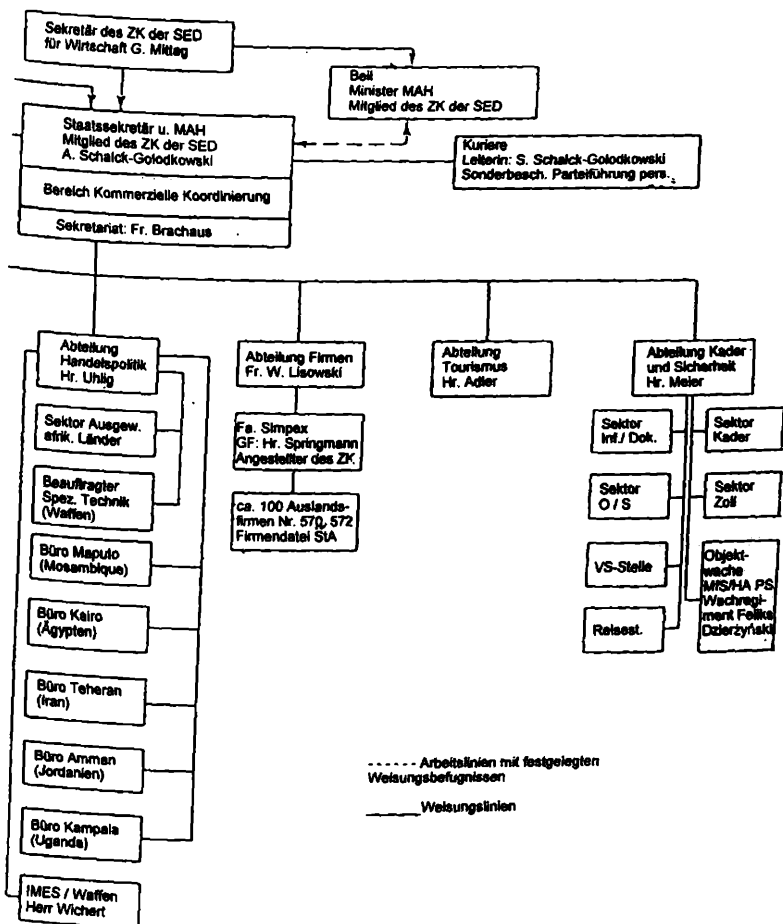 Sekretär des ZK der SED
für Wirtschaft G. Mittag
Beil
Minister MAH
Mitglied des ZK der SED
Staatssekretär u. MAH
Mitglied des ZK der SED
A. Schalck-Golodkowski
Bereich Kommerzielle Koordinierung
Sekretariat: Fr. Brachaus
Kuriere
Leiterin: S. Schalck-Golodkowski
Sonderbesch. Parteiführung pers.
Abteilung
Handelspolitik
Hr. Uhlig
Sektor Ausgew.
afrik. Länder
Beauftragter
Spez. Technik
(Waffen)
Büro Maputo
(Mosambique)
Büro Kairo
(Ägypten)
Büro Teheran
(Iran)
Büro Amman
(Jordanien)
Büro Kampala
(Uganda)
IMES / Waffen
Herr Wichert
Abteilung Firmen
Fr. W. Lisowski
Fa. Simpex
GF: Hr. Springmann
Angestellter des ZK
ca. 100 Auslands-
firmen Nr. 570, 572
Firmendatei StA
Abteilung
Tourismus
Hr. Adler
Abteilung Kader
und Sicherheit
Hr. Meier
Sektor
Inf./ Dok.
Sektor
Kader
Sektor
O / S
Sektor
Zoll
VS-Stelle
Reisest.
Objekt-
wache
MfS/HA PS.
Wachregi-
ment Feliks
Dzierżyński
------ Arbeitslinien mit festgelegten
Weisungsbefugnissen
Weisungslinien